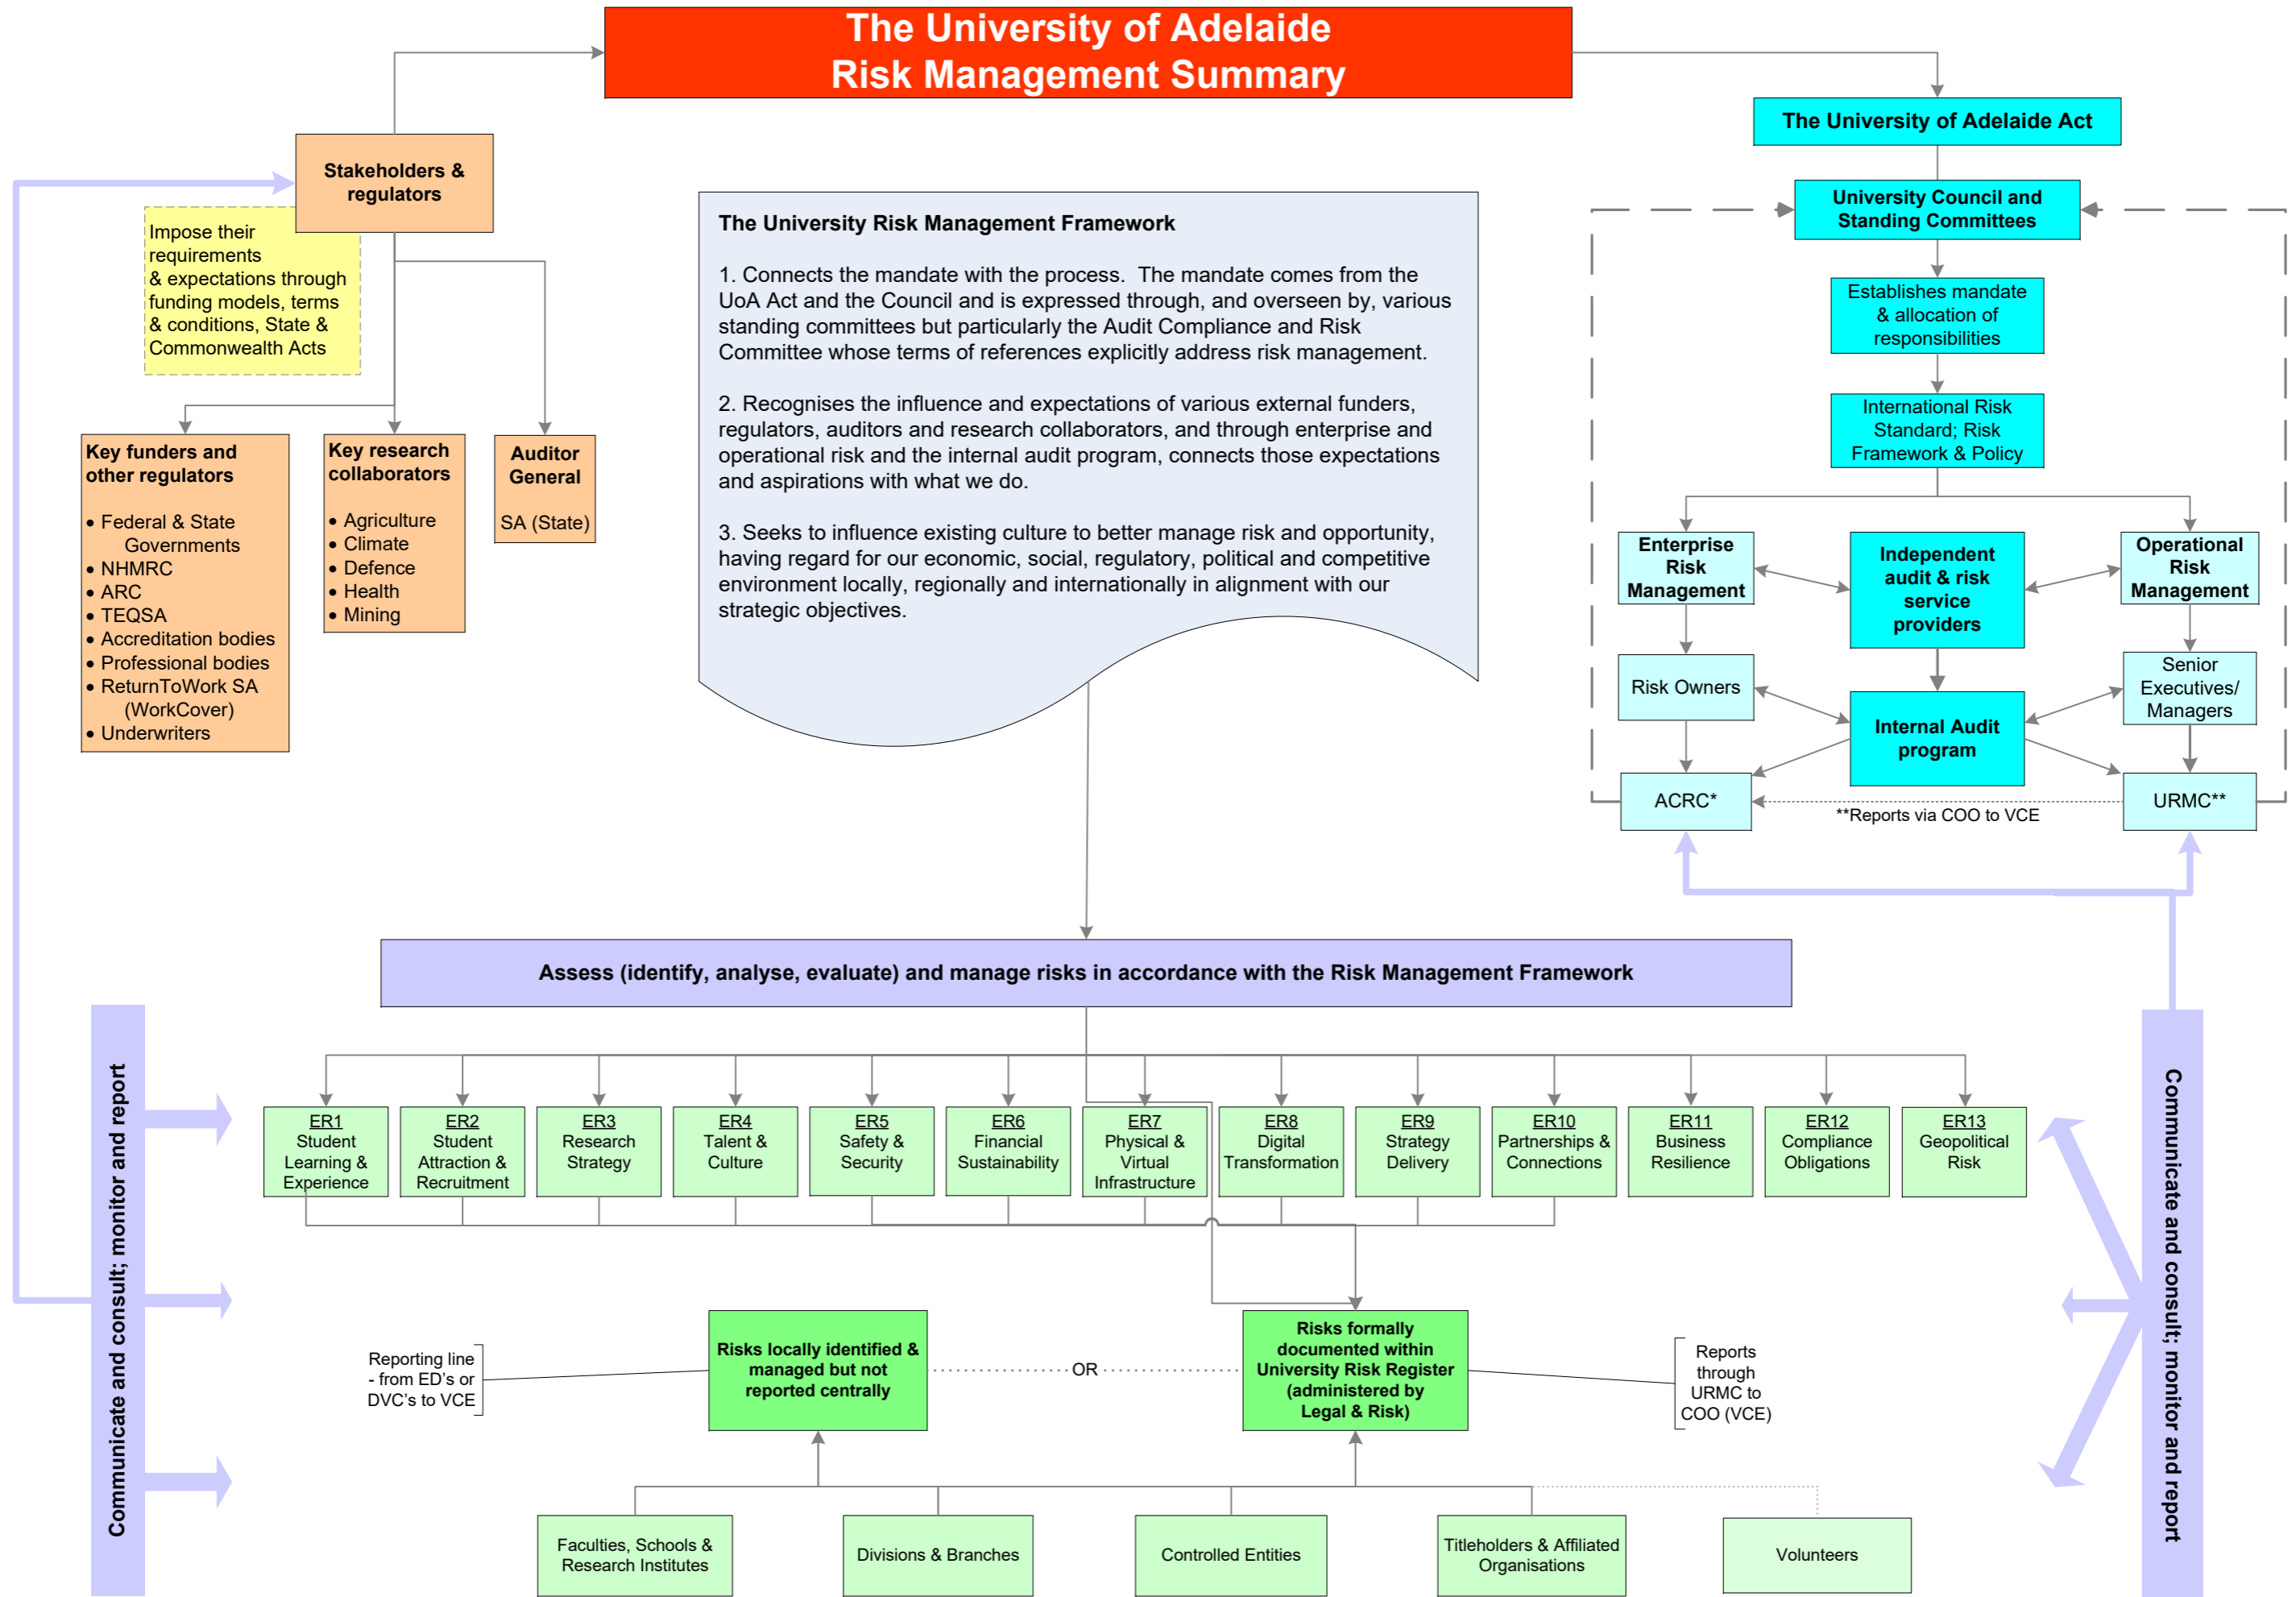 The University of Adelaide
Risk Management Summary
The University of Adelaide Act
Stakeholders &
regulators
University Council and
Standing Committees
Impose their
requirements
& expectations through
funding models, terms
& conditions, State &
Commonwealth Acts
The University Risk Management Framework
1. Connects the mandate with the process.  The mandate comes from the
UoA Act and the Council and is expressed through, and overseen by, various
standing committees but particularly the Audit Compliance and Risk
Committee whose terms of references explicitly address risk management.
2. Recognises the influence and expectations of various external funders,
regulators, auditors and research collaborators, and through enterprise and
operational risk and the internal audit program, connects those expectations
and aspirations with what we do.
3. Seeks to influence existing culture to better manage risk and opportunity,
having regard for our economic, social, regulatory, political and competitive
environment locally, regionally and internationally in alignment with our
strategic objectives.
Establishes mandate
& allocation of
responsibilities
International Risk
Standard; Risk
Framework & Policy
Key funders and
other regulators
• Federal & State
Governments
• NHMRC
• ARC
• TEQSA
• Accreditation bodies
• Professional bodies
• ReturnToWork SA
(WorkCover)
• Underwriters
Key research
collaborators
• Agriculture
• Climate
• Defence
• Health
• Mining
Auditor
General
SA (State)
Enterprise
Risk
Management
Independent
audit & risk
service
providers
Operational
Risk
Management
Risk Owners
Internal Audit
program
Senior
Executives/
Managers
ACRC*
**Reports via COO to VCE
URMC**
Assess (identify, analyse, evaluate) and manage risks in accordance with the Risk Management Framework
Communicate and consult; monitor and report
ER1
Student
Learning &
Experience
ER2
Student
Attraction &
Recruitment
ER3
Research
Strategy
ER4
Talent &
Culture
ER5
Safety &
Security
ER6
Financial
Sustainability
ER7
Physical &
Virtual
Infrastructure
ER8
Digital
Transformation
ER9
Strategy
Delivery
ER10
Partnerships &
Connections
ER11
Business
Resilience
ER12
Compliance
Obligations
ER13
Geopolitical
Risk
Communicate and consult; monitor and report
Reporting line
- from ED's or
DVC's to VCE
Risks locally identified &
managed but not
reported centrally
OR
Risks formally
documented within
University Risk Register
(administered by
Legal & Risk)
Reports
through
URMC to
COO (VCE)
Faculties, Schools &
Research Institutes
Divisions & Branches
Controlled Entities
Titleholders & Affiliated
Organisations
Volunteers